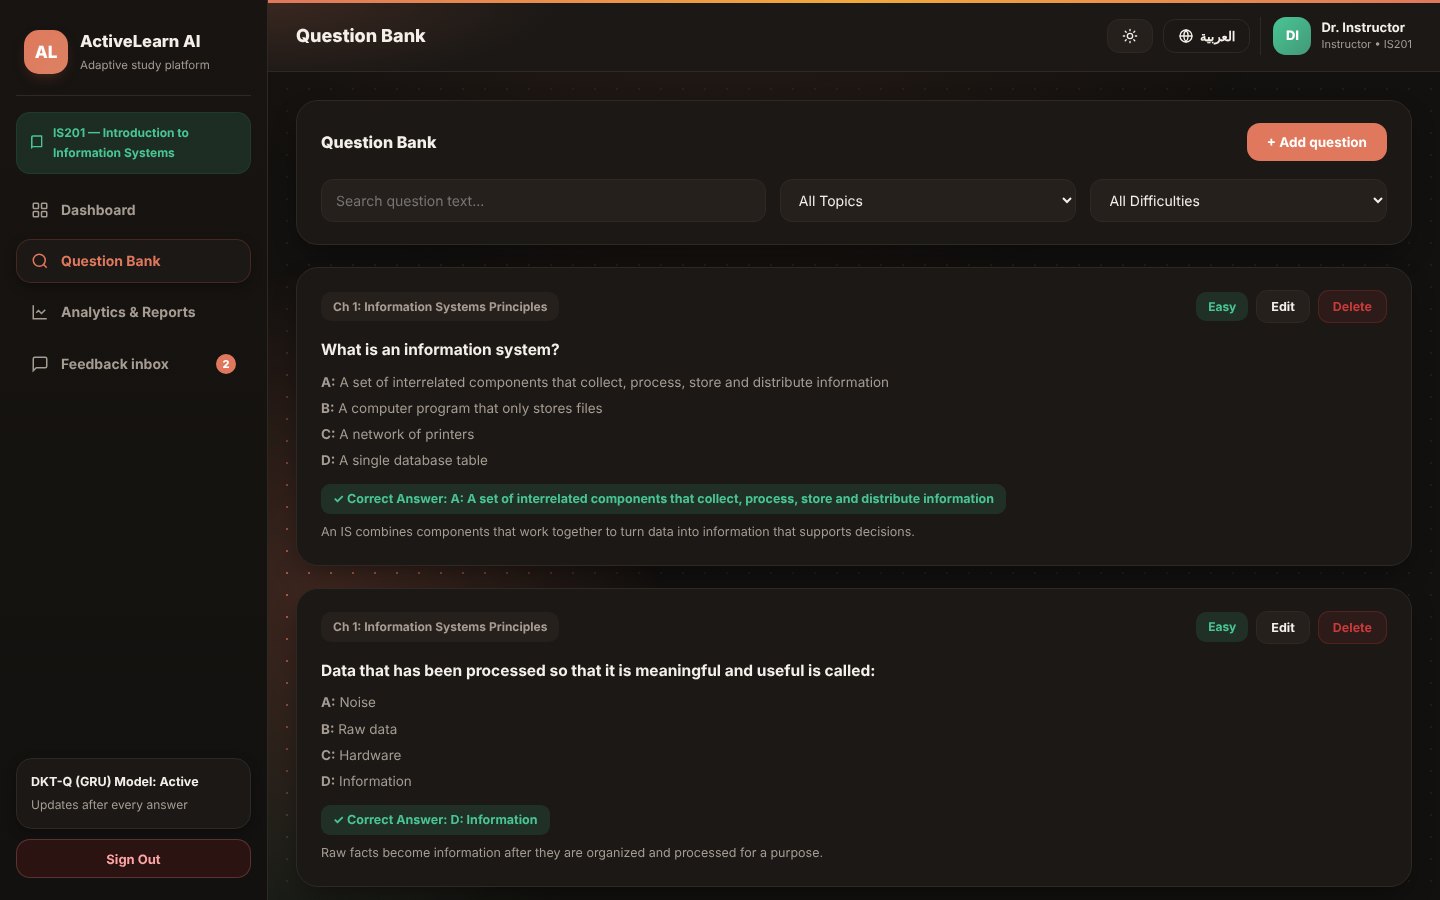 AL
ActiveLearn AI
Adaptive study platform
IS201 — Introduction to
Information Systems
Dashboard
Question Bank
Analytics & Reports
Feedback inbox
2
DKT-Q (GRU) Model: Active
Updates after every answer
Sign Out
Question Bank
العربية
DI
Dr. Instructor
Instructor • IS201
Question Bank
+ Add question
Search question text...
All Topics
All Difficulties
Ch 1: Information Systems Principles
Easy
Edit
Delete
What is an information system?
A: A set of interrelated components that collect, process, store and distribute information
B: A computer program that only stores files
C: A network of printers
D: A single database table
✓ Correct Answer: A: A set of interrelated components that collect, process, store and distribute information
An IS combines components that work together to turn data into information that supports decisions.
Ch 1: Information Systems Principles
Easy
Edit
Delete
Data that has been processed so that it is meaningful and useful is called:
A: Noise
B: Raw data
C: Hardware
D: Information
✓ Correct Answer: D: Information
Raw facts become information after they are organized and processed for a purpose.